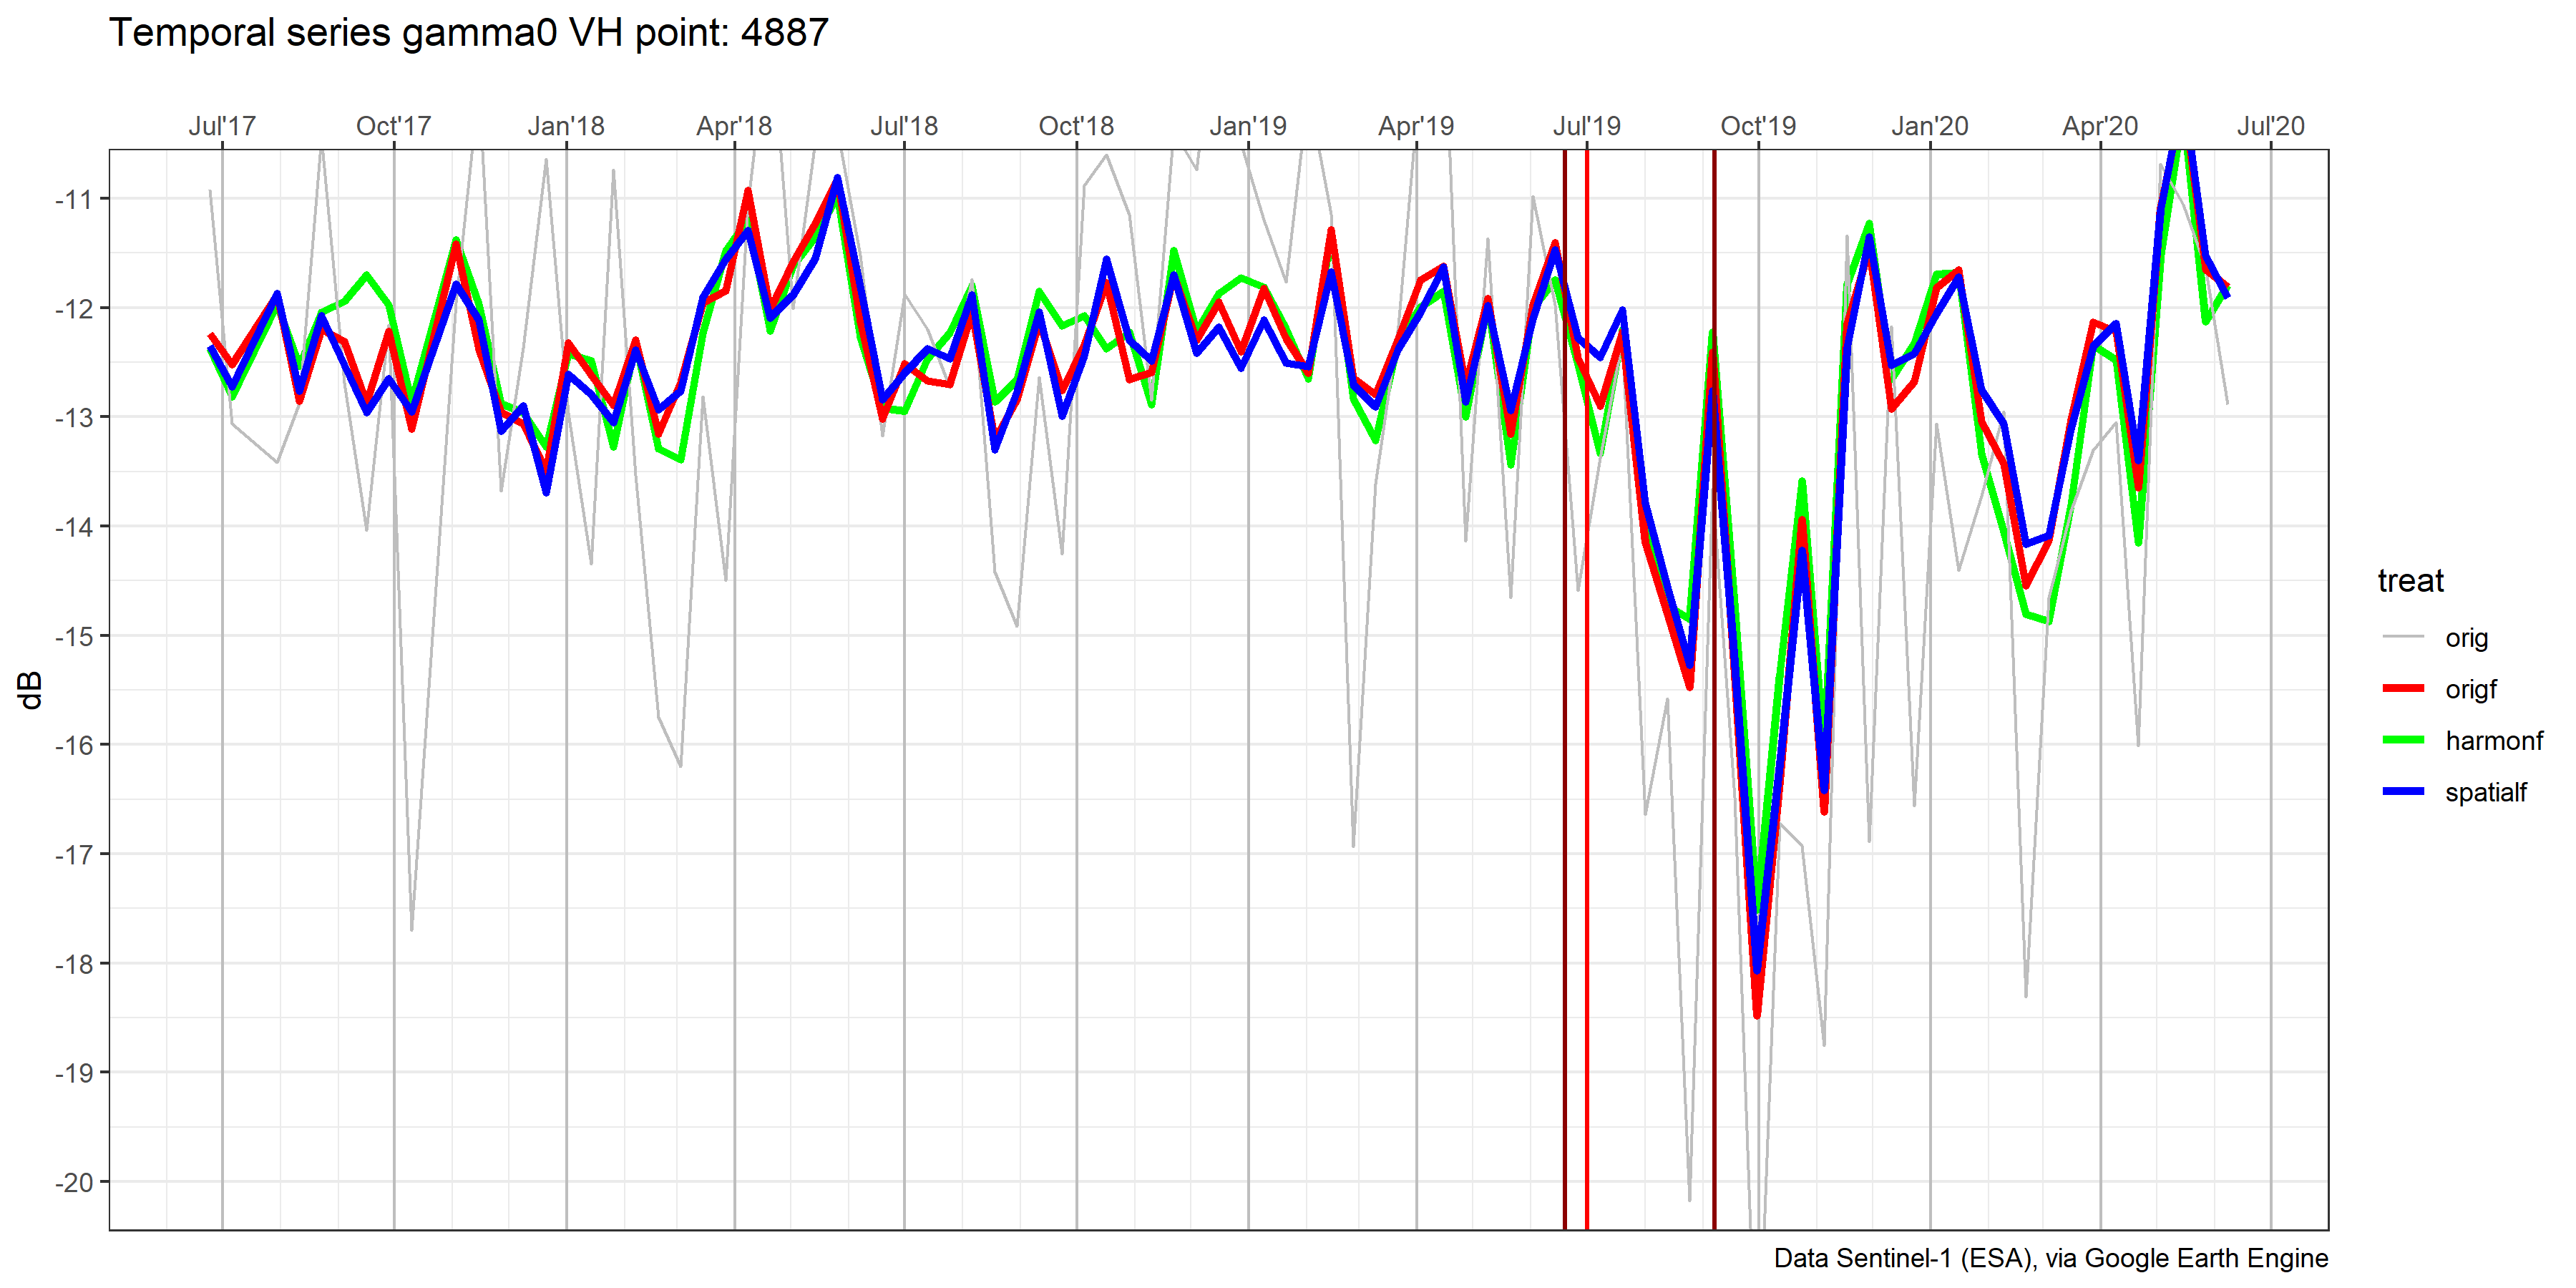 Temporal series gamma0 VH point: 4887
Jul'17 Oct'17 Jan'18 Apr'18 Jul'18 Oct'18 Jan'19 Apr'19 Jul'19 Oct'19 Jan'20 Apr'20 Jul'20
-11
-12
-13
-14
-15
-16
-17
-18
-19
-20
dB
treat
orig
origf
harmonf
spatialf
Data Sentinel-1 (ESA), via Google Earth Engine